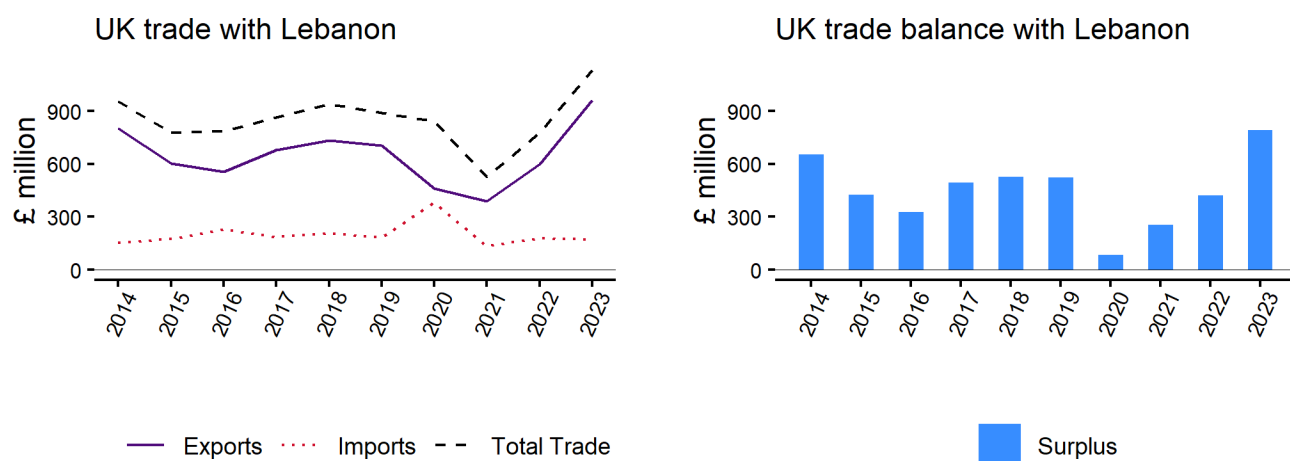 UK trade with Lebanon
£ million
900
600
300
0
2014 2015 2016 2017 2018 2019 2020 2021 2022 2023
Exports Imports Total Trade
UK trade balance with Lebanon
£ million
900
600
300
0
2014 2015 2016 2017 2018 2019 2020 2021 2022 2023
Surplus